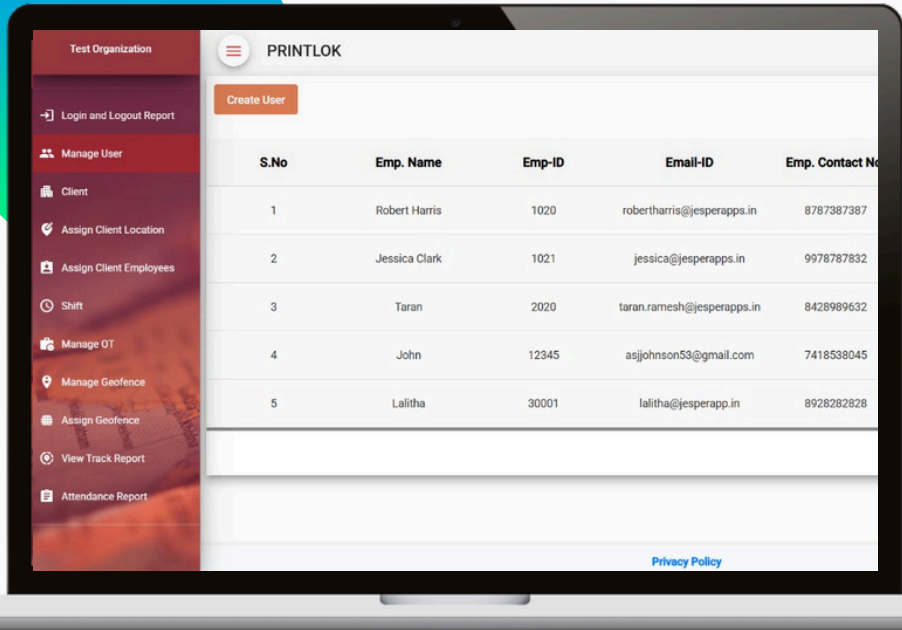 Test Organization
PRINTLOK
Login and Logout Report
Manage User
Client
Assign Client Location
Assign Client Employees
Shift
Manage OT
Manage Geofence
Assign Geofence
View Track Report
Attendance Report
Create User
S.No Emp. Name Emp-ID Email-ID Emp. Contact No
1 Robert Harris 1020 robertharris@jesperapps.in 8787387387
2 Jessica Clark 1021 jessica@jesperapps.in 9978787832
3 Taran 2020 taran.ramesh@jesperapps.in 8428989632
4 John 12345 asjjohnson53@gmail.com 7418538045
5 Lalitha 30001 lalitha@jesperapp.in 8928282828
Privacy Policy